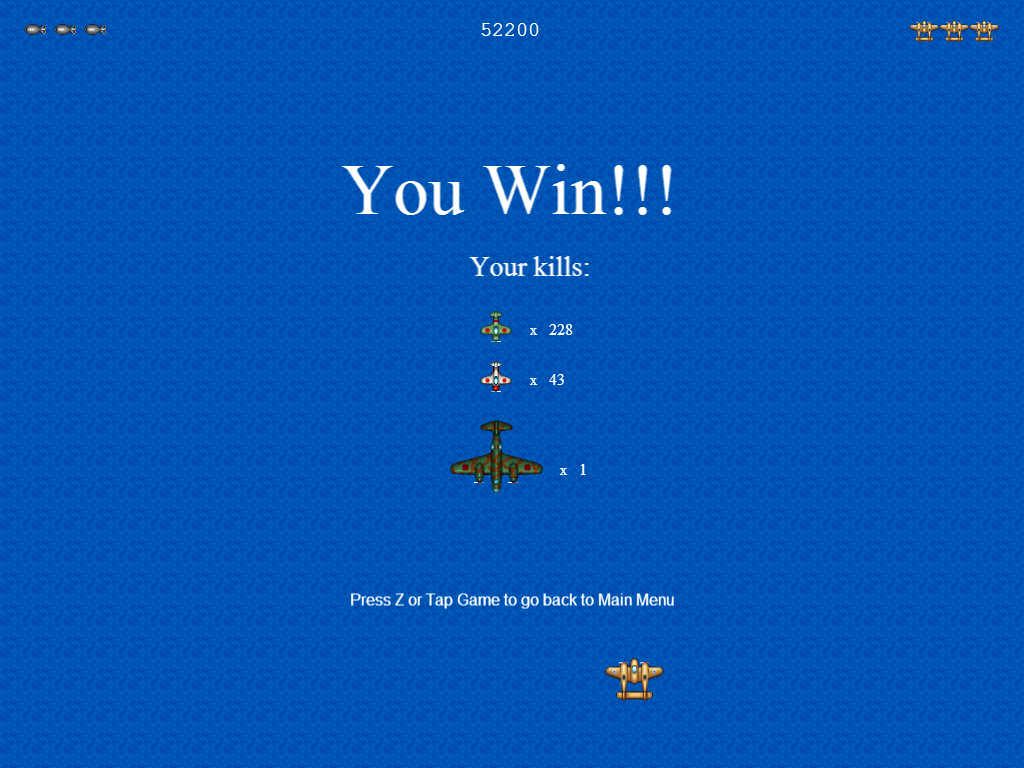 52200
You Win!!!
Your kills:
x 228
x 43
x 1
Press Z or Tap Game to go back to Main Menu